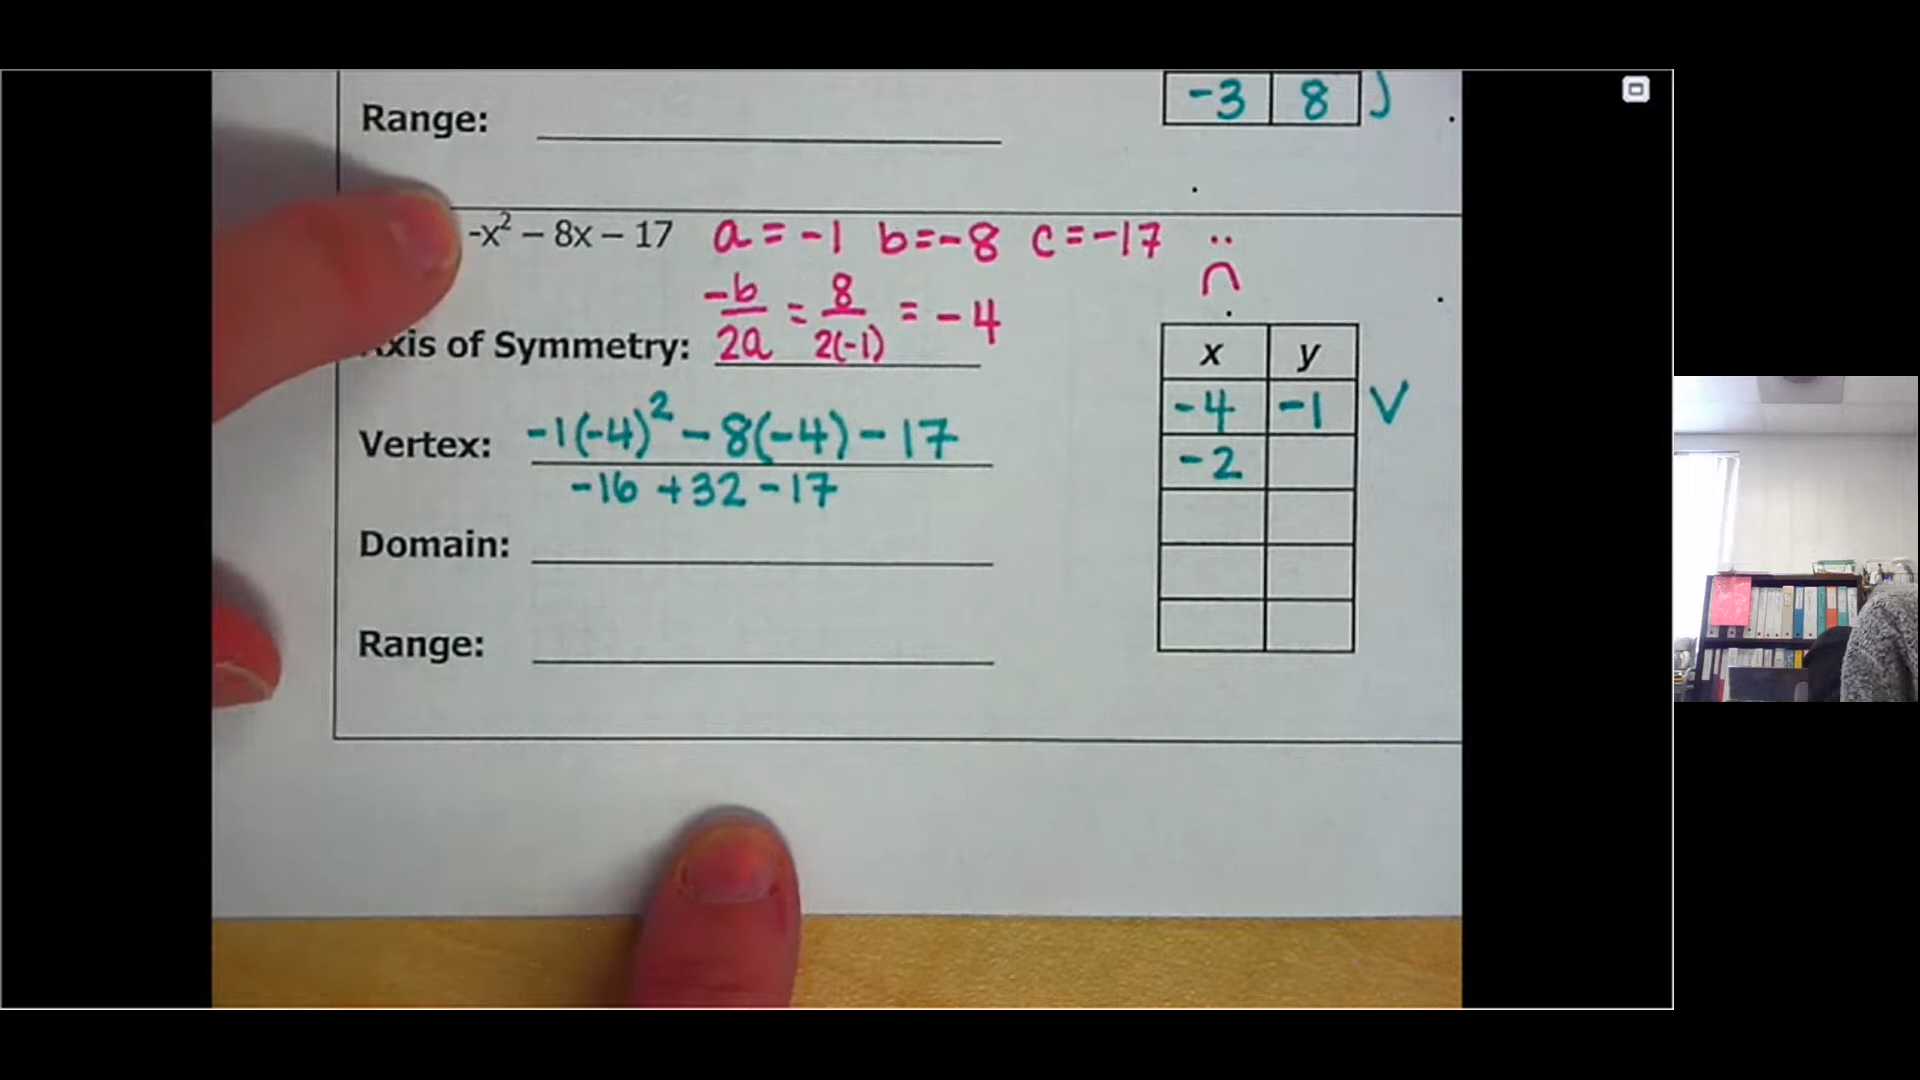 Range: -3 8
-x² – 8x – 17 a = -1 b = -8 c = -17
-b/2a = 8/2(-1) = -4
xis of Symmetry:
x y
-4 -1 V
-2
Vertex: -1(-4)² - 8(-4) - 17
-16 + 32 - 17
Domain:
Range: